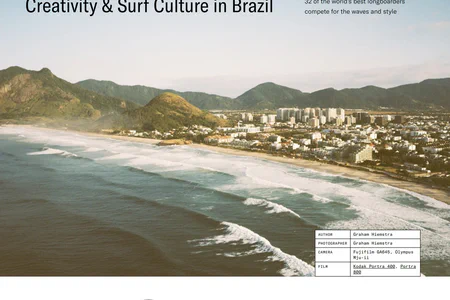 Creativity & Surf Culture in Brazil
32 of the world's best longboarders
compete for the waves and style
AUTHOR Graham Hiemstra
PHOTOGRAPHER Graham Hiemstra
CAMERA Fujifilm GA645, Olympus
Mju-ii
FILM Kodak Portra 400, Portra
800